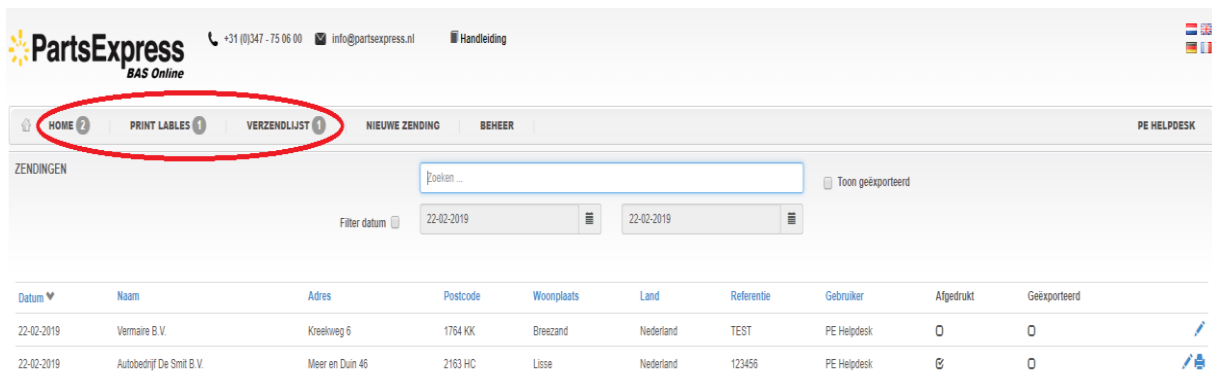 PartsExpress
BAS Online
+31 (0)347 - 75 06 00 info@partsexpress.nl Handleiding
HOME 2 PRINT LABLES 1 VERZENDLIJST 1 NIEUWE ZENDING BEHEER PE HELPDESK
ZENDINGEN
Zoeken ...
Toon geëxporteerd
Filter datum 22-02-2019 22-02-2019
Datum Naam Adres Postcode Woonplaats Land Referentie Gebruiker Afgedrukt Geëxporteerd
22-02-2019 Vermaire B.V. Kreekweg 6 1764 KK Breezand Nederland TEST PE Helpdesk
22-02-2019 Autobedrijf De Smit B.V. Meer en Duin 46 2163 HC Lisse Nederland 123456 PE Helpdesk